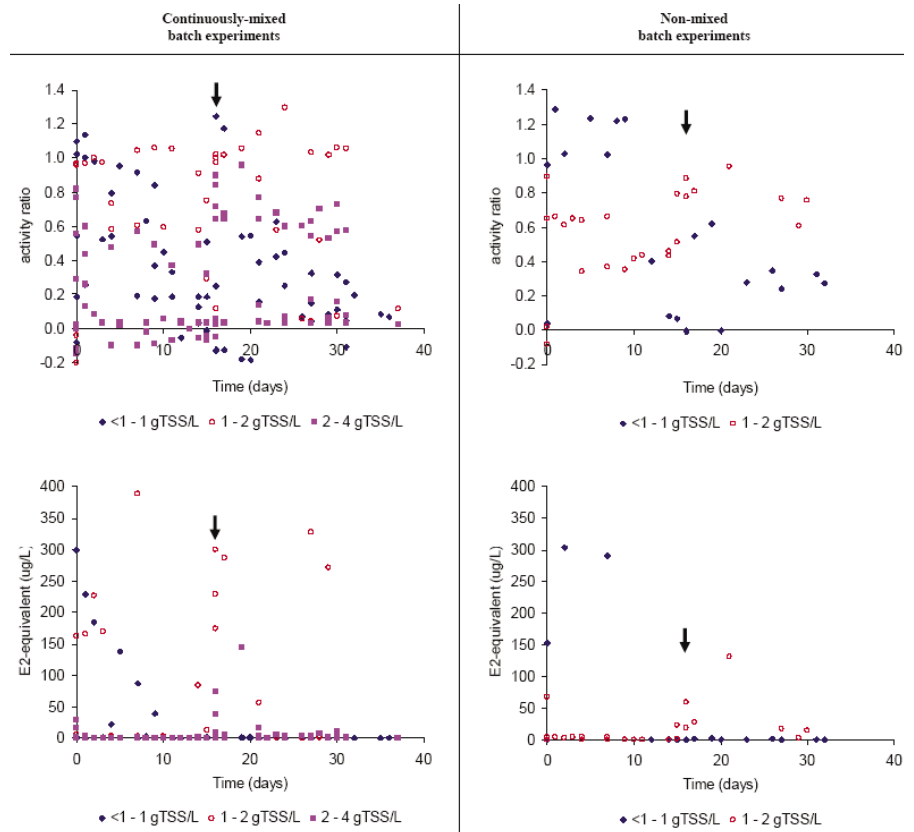 Continuously-mixed
batch experiments
Non-mixed
batch experiments
1.4
1.2
1.0
0.8
0.6
0.4
0.2
0.0
-0.2
activity ratio
0
10
20
30
40
Time (days)
<1 - 1 gTSS/L
1 - 2 gTSS/L
2 - 4 gTSS/L
1.4
1.2
1.0
0.8
0.6
0.4
0.2
0.0
-0.2
activity ratio
0
10
20
30
40
Time (days)
<1 - 1 gTSS/L
1 - 2 gTSS/L
400
350
300
250
200
150
100
50
0
E2-equivalent (ug/L)
0
10
20
30
40
Time (days)
<1 - 1 gTSS/L
1 - 2 gTSS/L
2 - 4 gTSS/L
400
350
300
250
200
150
100
50
0
E2-equivalent (ug/L)
0
10
20
30
40
Time (days)
<1 - 1 gTSS/L
1 - 2 gTSS/L